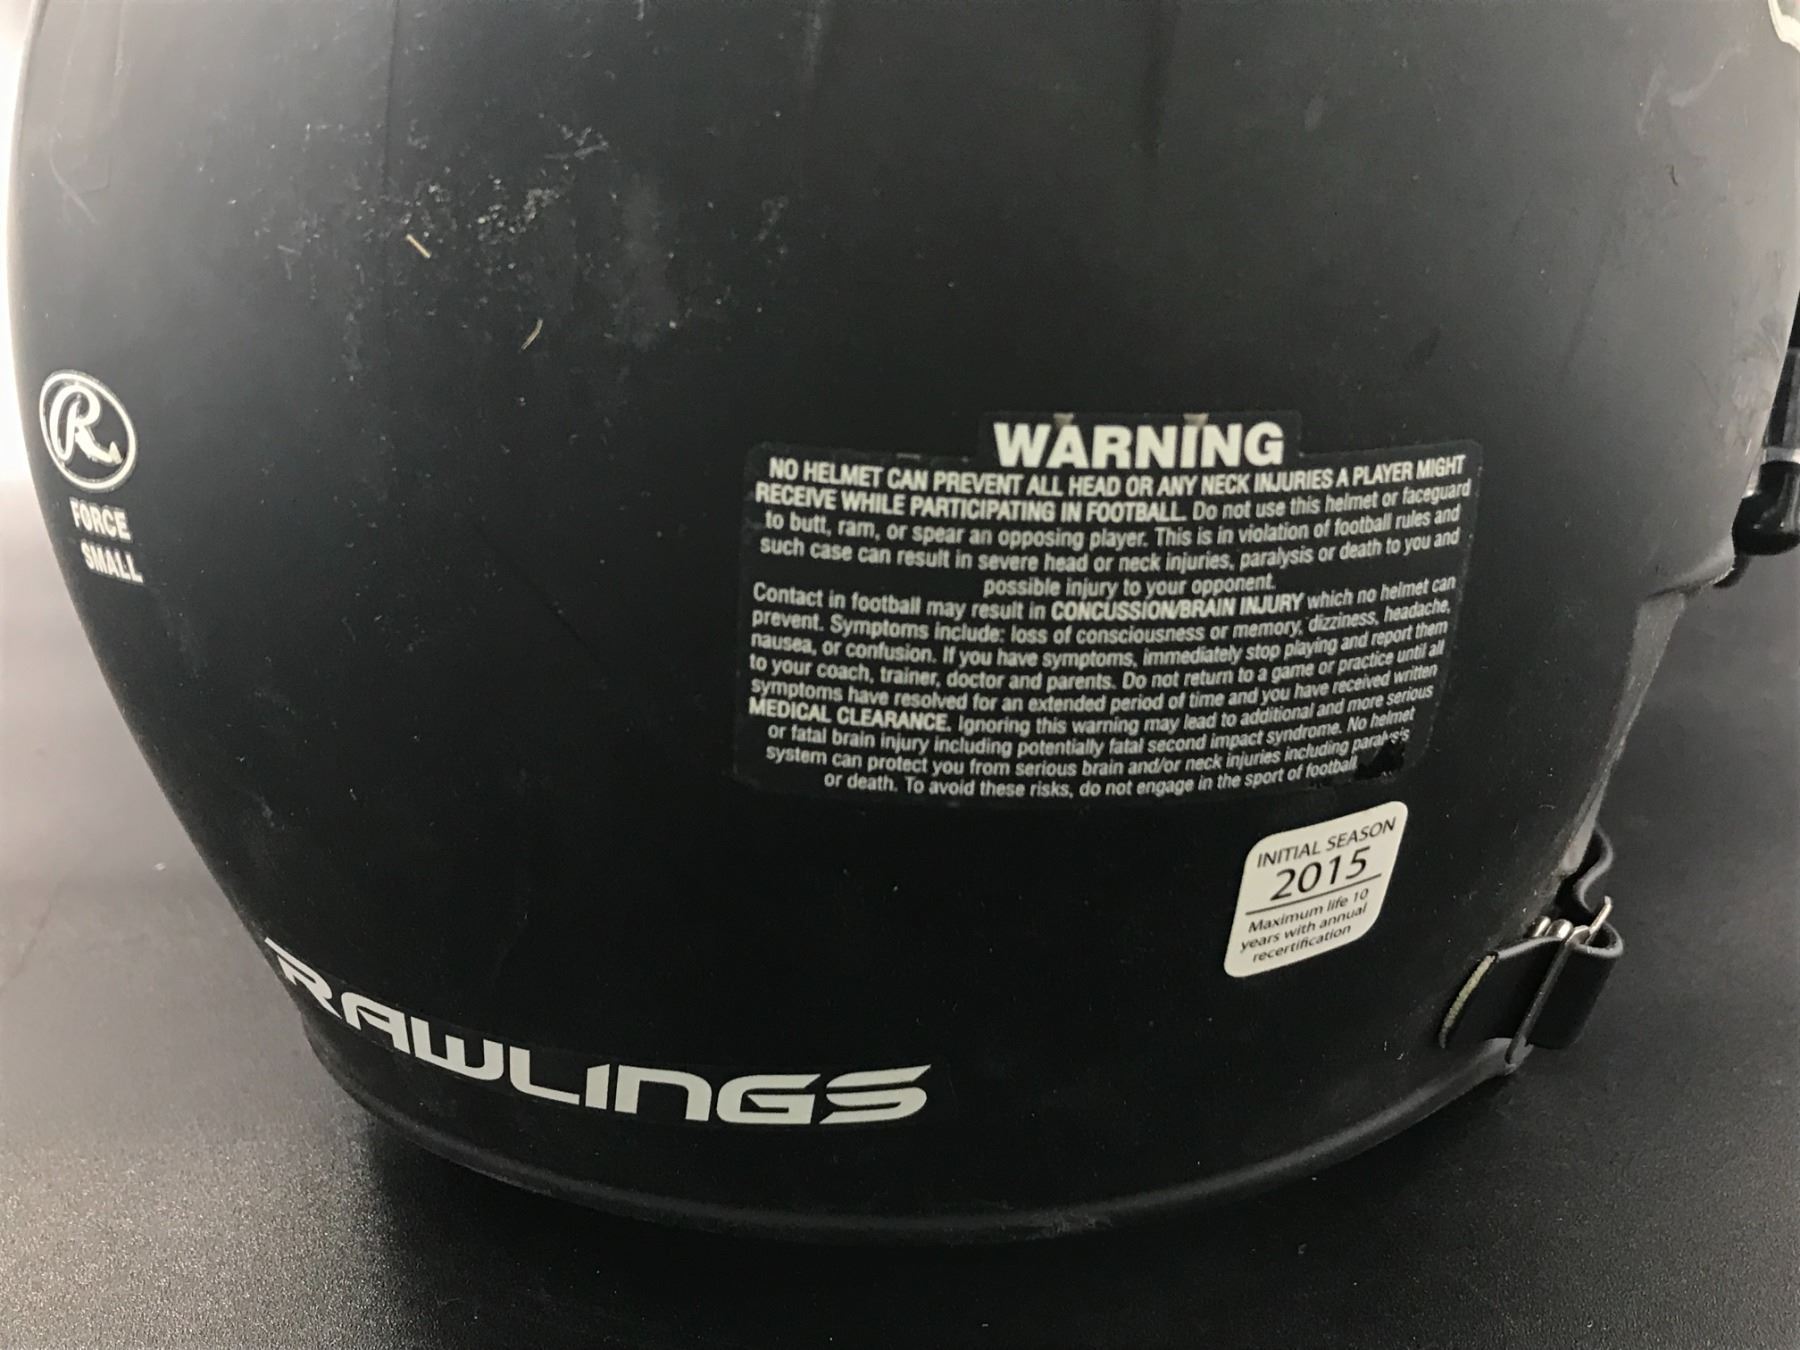 R
FORCE
SMALL
WARNING
NO HELMET CAN PREVENT ALL HEAD OR ANY NECK INJURIES A PLAYER MIGHT
RECEIVE WHILE PARTICIPATING IN FOOTBALL. Do not use this helmet or faceguard
to butt, ram, or spear an opposing player. This is in violation of football rules and
such case can result in severe head or neck injuries, paralysis or death to you and
possible injury to your opponent.
Contact in football may result in CONCUSSION/BRAIN INJURY which no helmet can
prevent. Symptoms include: loss of consciousness or memory, dizziness, headache,
nausea, or confusion. If you have symptoms, immediately stop playing and report them
to your coach, trainer, doctor and parents. Do not return to a game or practice until all
symptoms have resolved for an extended period of time and you have received written
MEDICAL CLEARANCE. Ignoring this warning may lead to additional and more serious
or fatal brain injury including potentially fatal second impact syndrome. No helmet
system can protect you from serious brain and/or neck injuries including paralysis
or death. To avoid these risks, do not engage in the sport of football
INITIAL SEASON
2015
Maximum life 10
years with annual
recertification
RAWLINGS